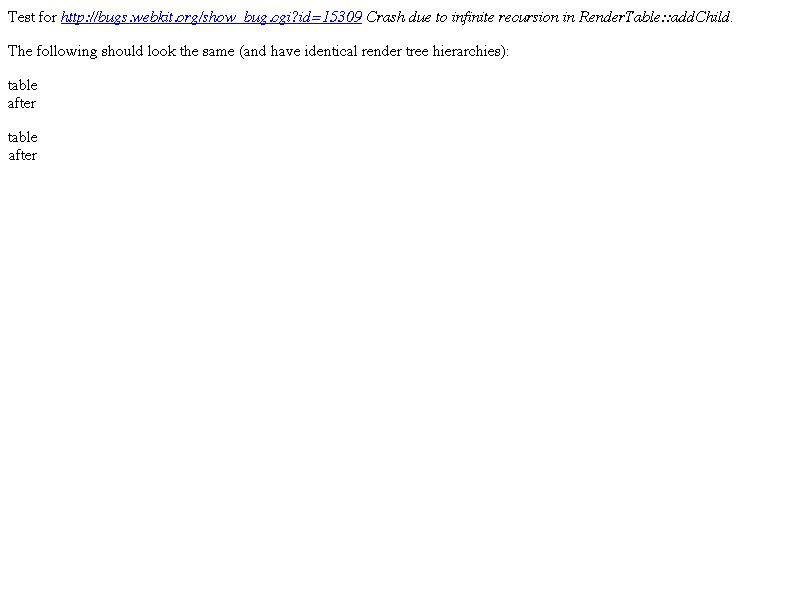 Test for http://bugs.webkit.org/show_bug.cgi?id=15309 Crash due to infinite recursion in RenderTable::addChild.
The following should look the same (and have identical render tree hierarchies):
table
after
table
after